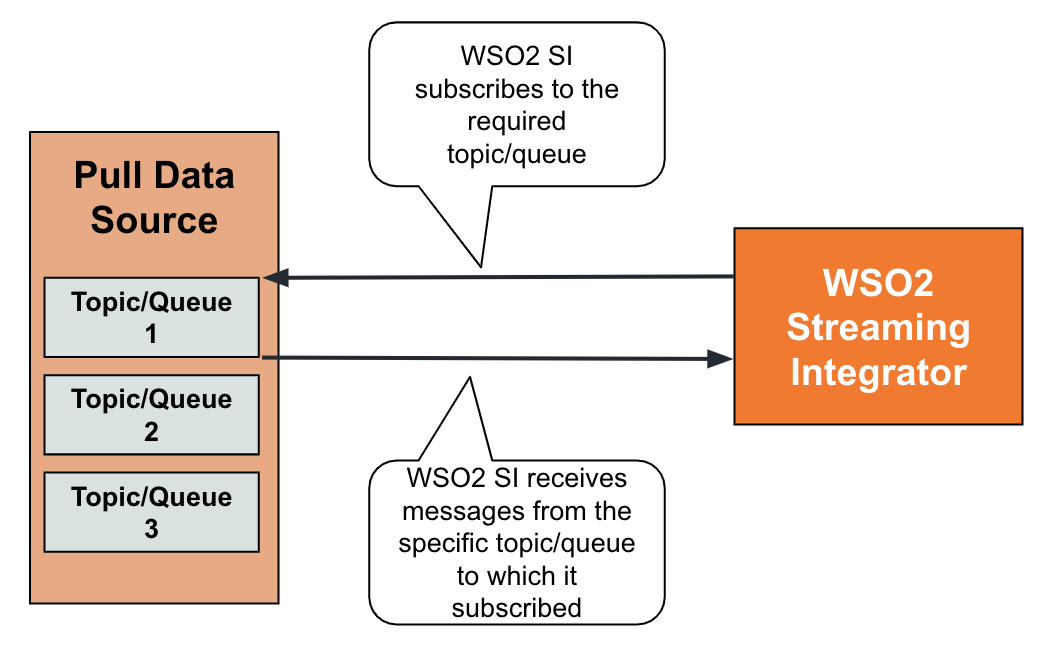 WSO2 SI
subscribes to the
required
topic/queue
Pull Data
Source
Topic/Queue
1
Topic/Queue
2
Topic/Queue
3
WSO2
Streaming
Integrator
WSO2 SI receives
messages from the
specific topic/queue
to which it
subscribed